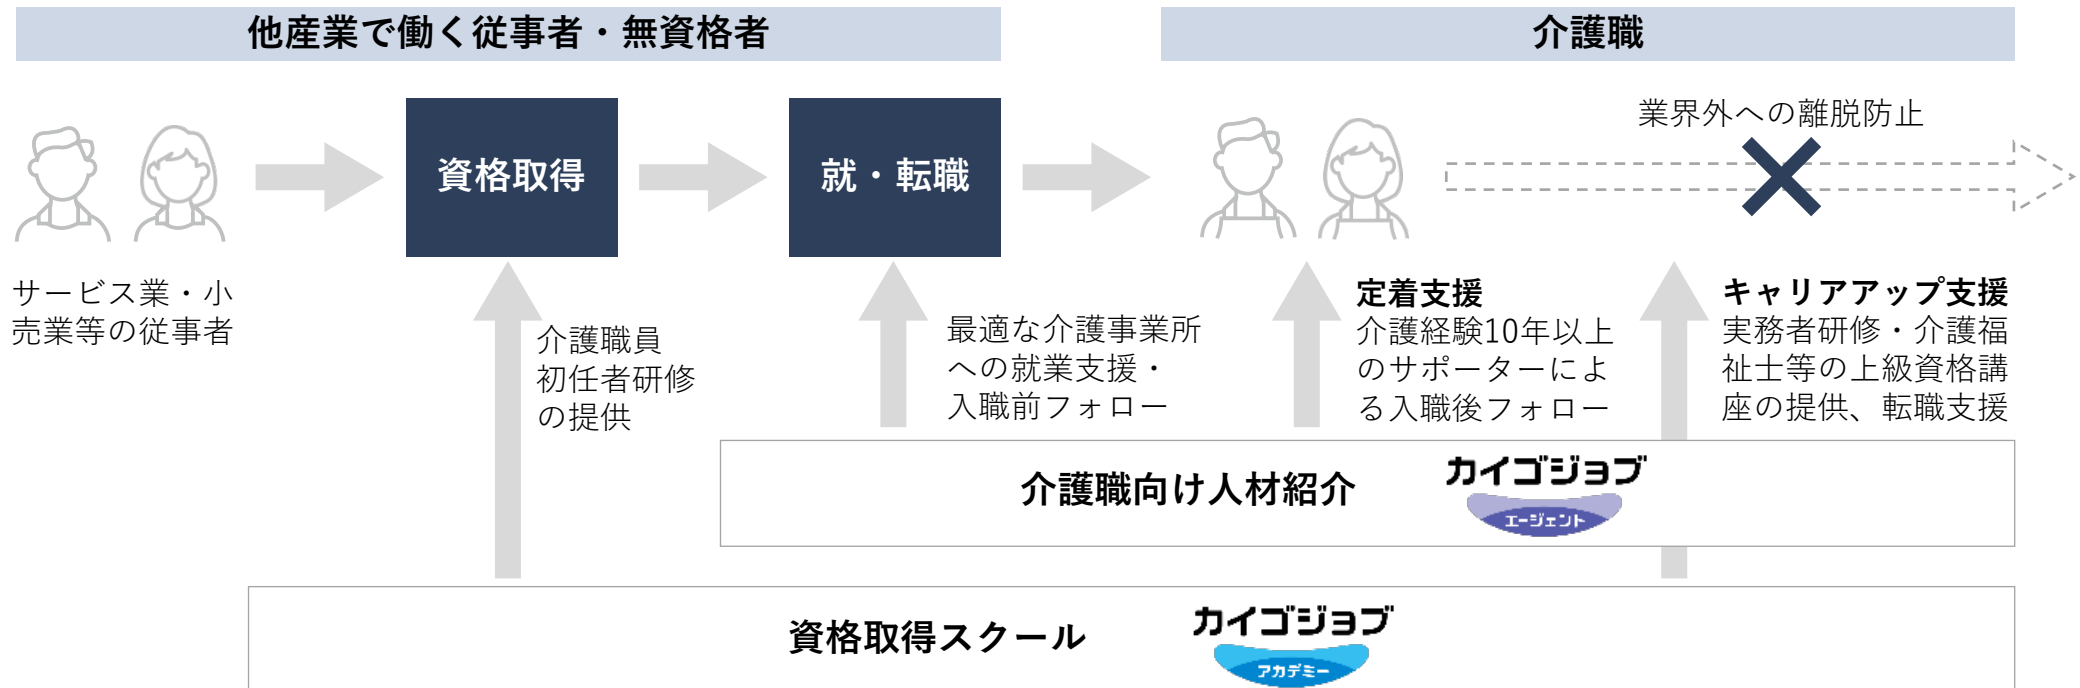 他産業で働く従事者・無資格者
介護職
業界外への離脱防止
資格取得
就・転職
サービス業・小
売業等の従事者
介護職員
初任者研修
の提供
最適な介護事業所
への就業支援・
入職前フォロー
定着支援
介護経験10年以上
のサポーターによ
る入職後フォロー
キャリアアップ支援
実務者研修・介護福
祉士等の上級資格講
座の提供、転職支援
介護職向け人材紹介
カイゴジョブ
エージェント
資格取得スクール
カイゴジョブ
アカデミー